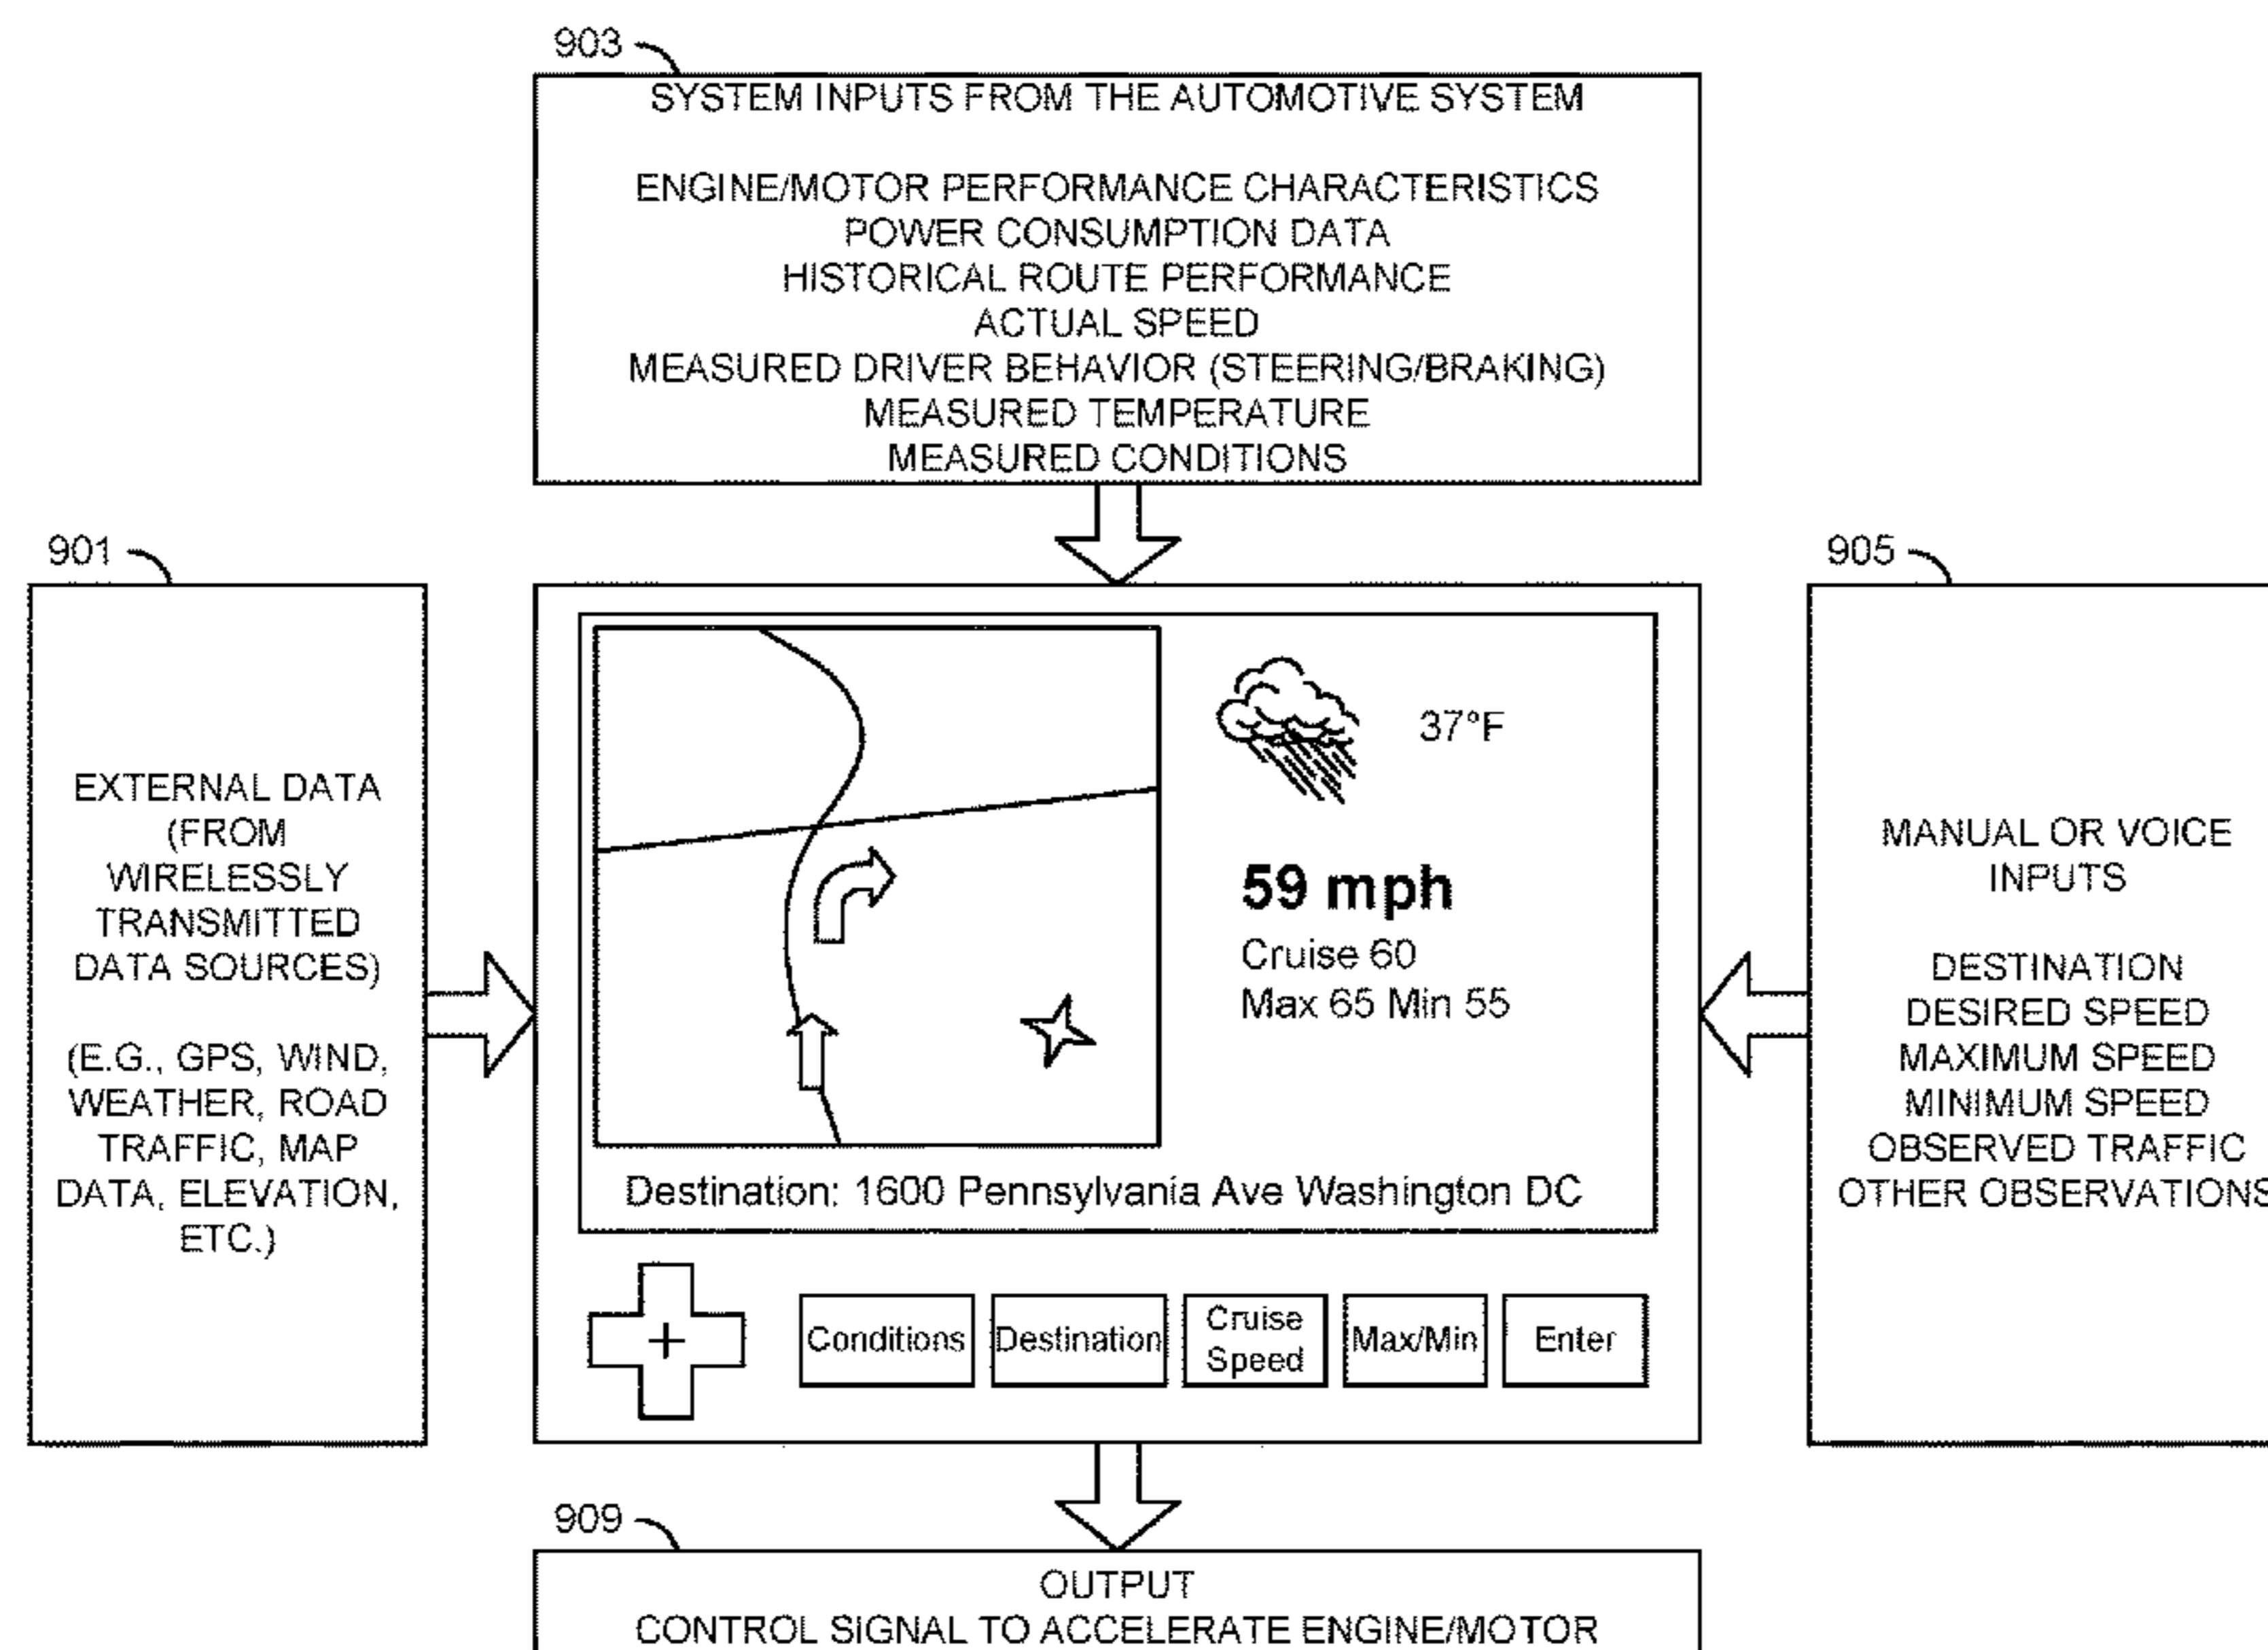 903
SYSTEM INPUTS FROM THE AUTOMOTIVE SYSTEM
ENGINE/MOTOR PERFORMANCE CHARACTERISTICS
POWER CONSUMPTION DATA
HISTORICAL ROUTE PERFORMANCE
ACTUAL SPEED
MEASURED DRIVER BEHAVIOR (STEERING/BRAKING)
MEASURED TEMPERATURE
MEASURED CONDITIONS
901
EXTERNAL DATA
(FROM
WIRELESSLY
TRANSMITTED
DATA SOURCES)
(E.G., GPS, WIND,
WEATHER, ROAD
TRAFFIC, MAP
DATA, ELEVATION,
ETC.)
37°F
59 mph
Cruise 60
Max 65 Min 55
Destination: 1600 Pennsylvania Ave Washington DC
+
Conditions
Destination
Cruise
Speed
Max/Min
Enter
905
MANUAL OR VOICE
INPUTS
DESTINATION
DESIRED SPEED
MAXIMUM SPEED
MINIMUM SPEED
OBSERVED TRAFFIC
OTHER OBSERVATIONS
909
OUTPUT
CONTROL SIGNAL TO ACCELERATE ENGINE/MOTOR